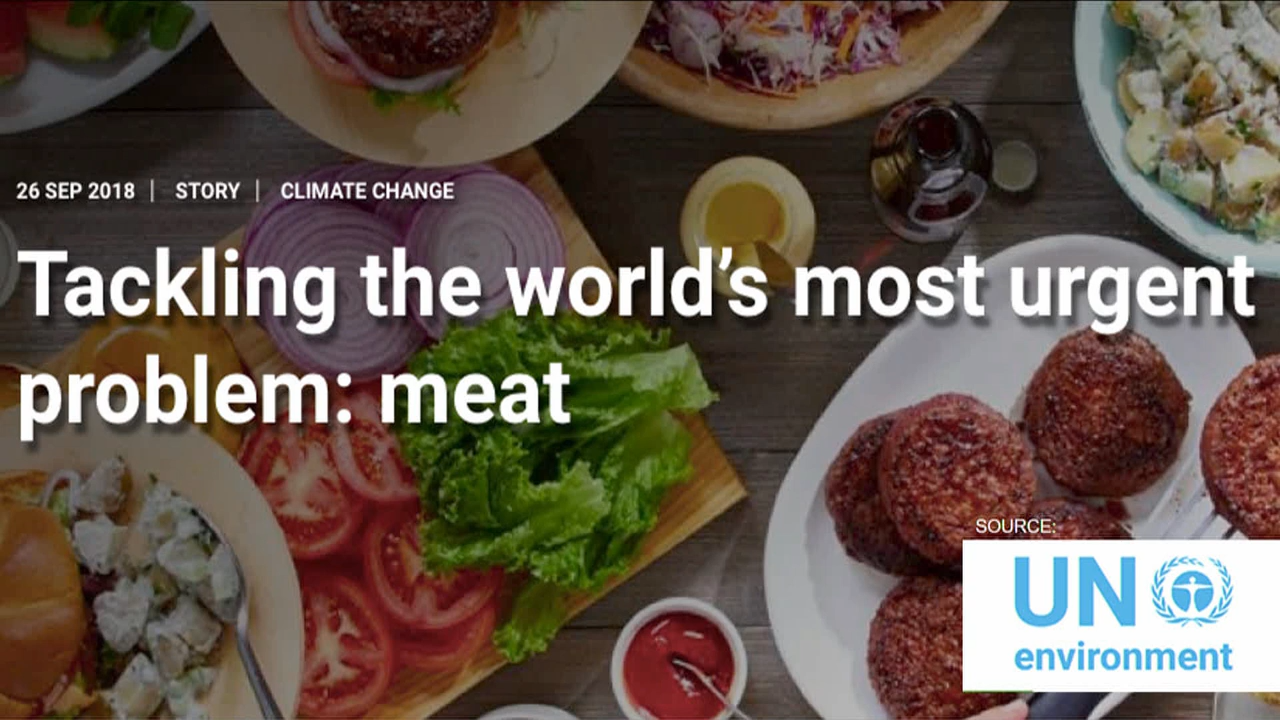 26 SEP 2018 | STORY | CLIMATE CHANGE
Tackling the world’s most urgent
problem: meat
SOURCE:
UN
environment